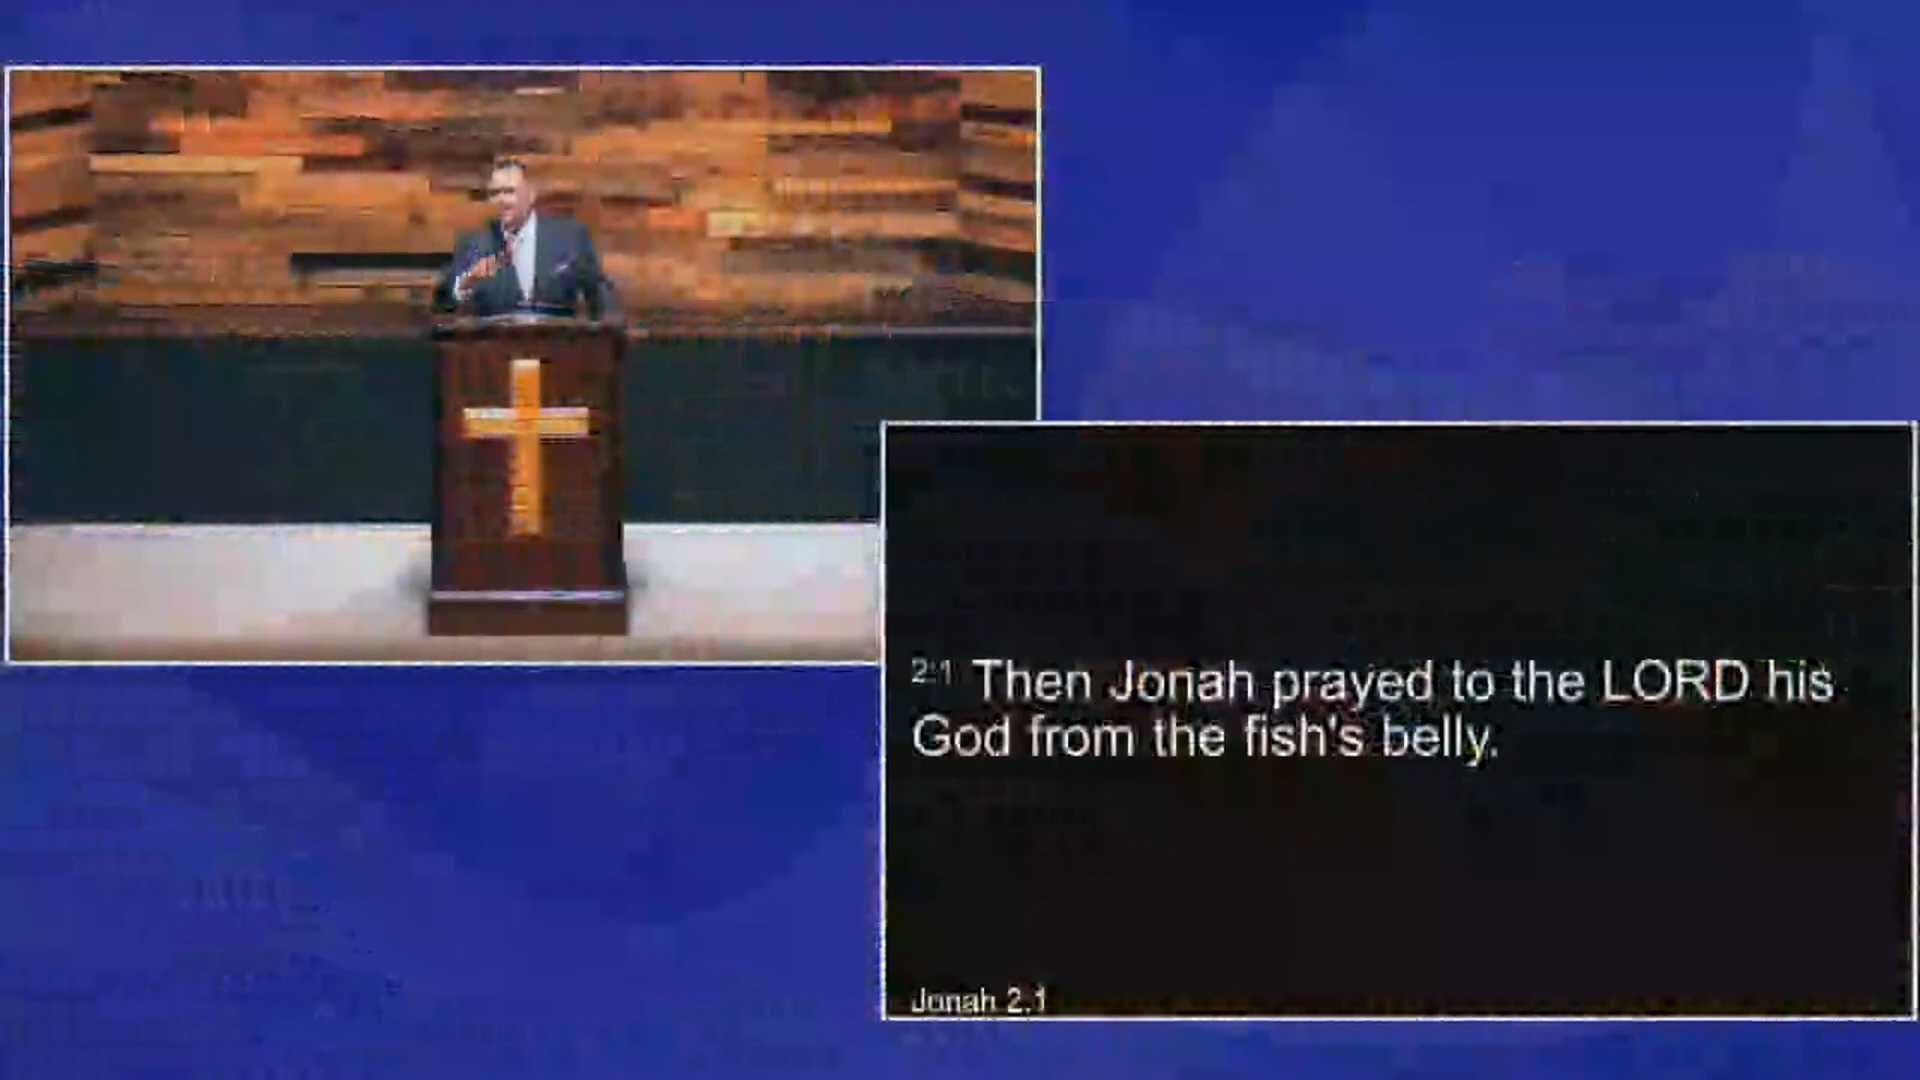 2:1 Then Jonah prayed to the LORD his
God from the fish's belly.
Jonah 2:1